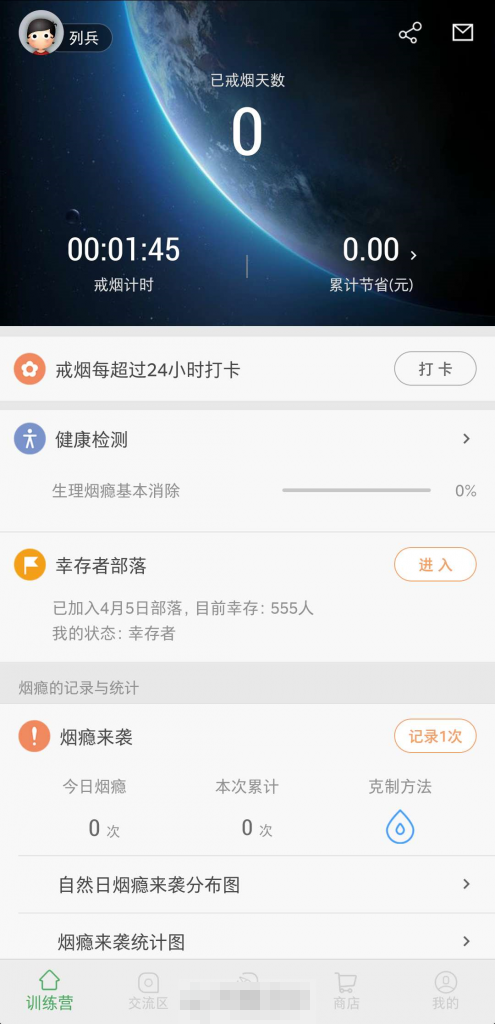 列兵
已戒烟天数
0
00:01:45
0.00
戒烟计时
累计节省(元)
戒烟每超过24小时打卡
打卡
健康检测
生理烟瘾基本消除
0%
幸存者部落
进入
已加入4月5日部落, 目前幸存: 555人
我的状态: 幸存者
烟瘾的记录与统计
烟瘾来袭
记录1次
今日烟瘾
本次累计
克制方法
0 次
0 次
自然日烟瘾来袭分布图
烟瘾来袭统计图
训练营
交流区
商店
我的